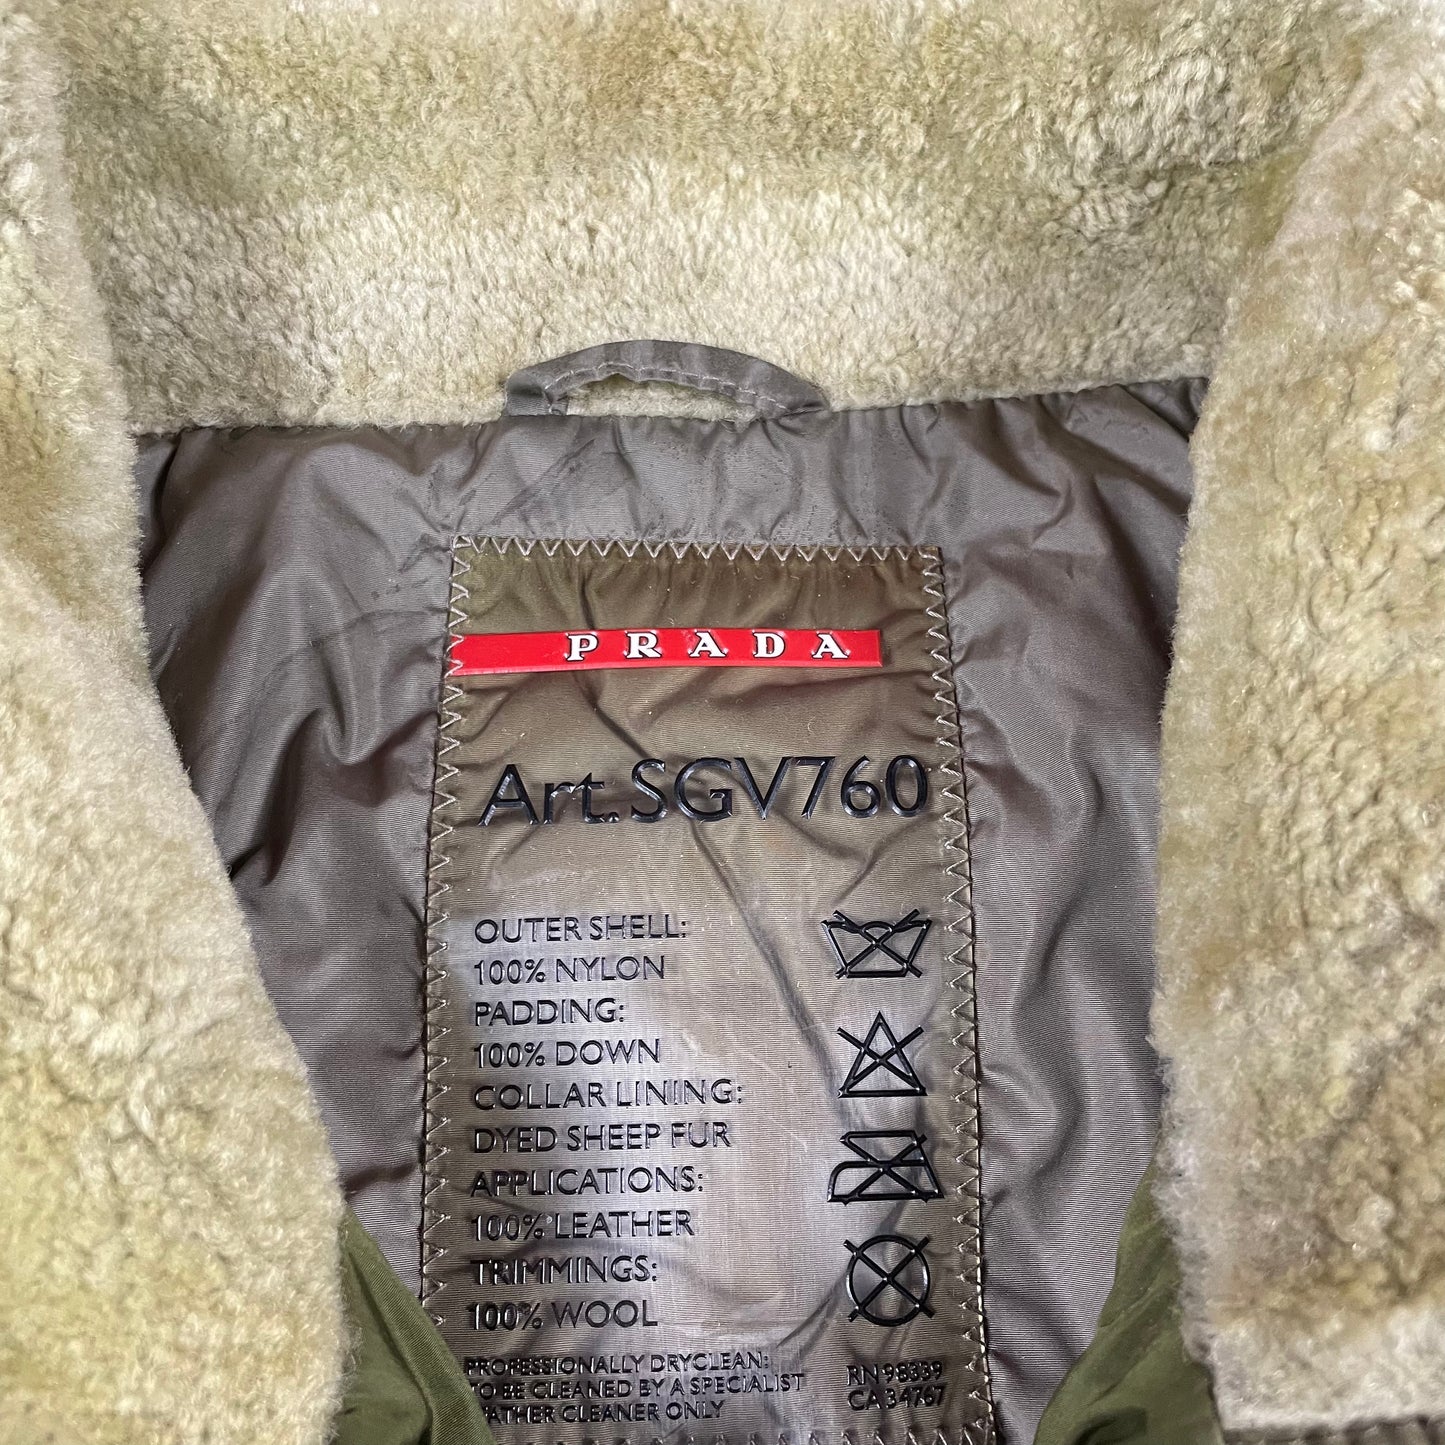 PRADA
Art.SGV760
OUTER SHELL:
100% NYLON
PADDING:
100% DOWN
COLLAR LINING:
DYED SHEEP FUR
APPLICATIONS:
100% LEATHER
TRIMMINGS:
100% WOOL
PROFESSIONALLY DRYCLEAN:
TO BE CLEANED BY A SPECIALIST
LEATHER CLEANER ONLY
RN 98339
CA 34767